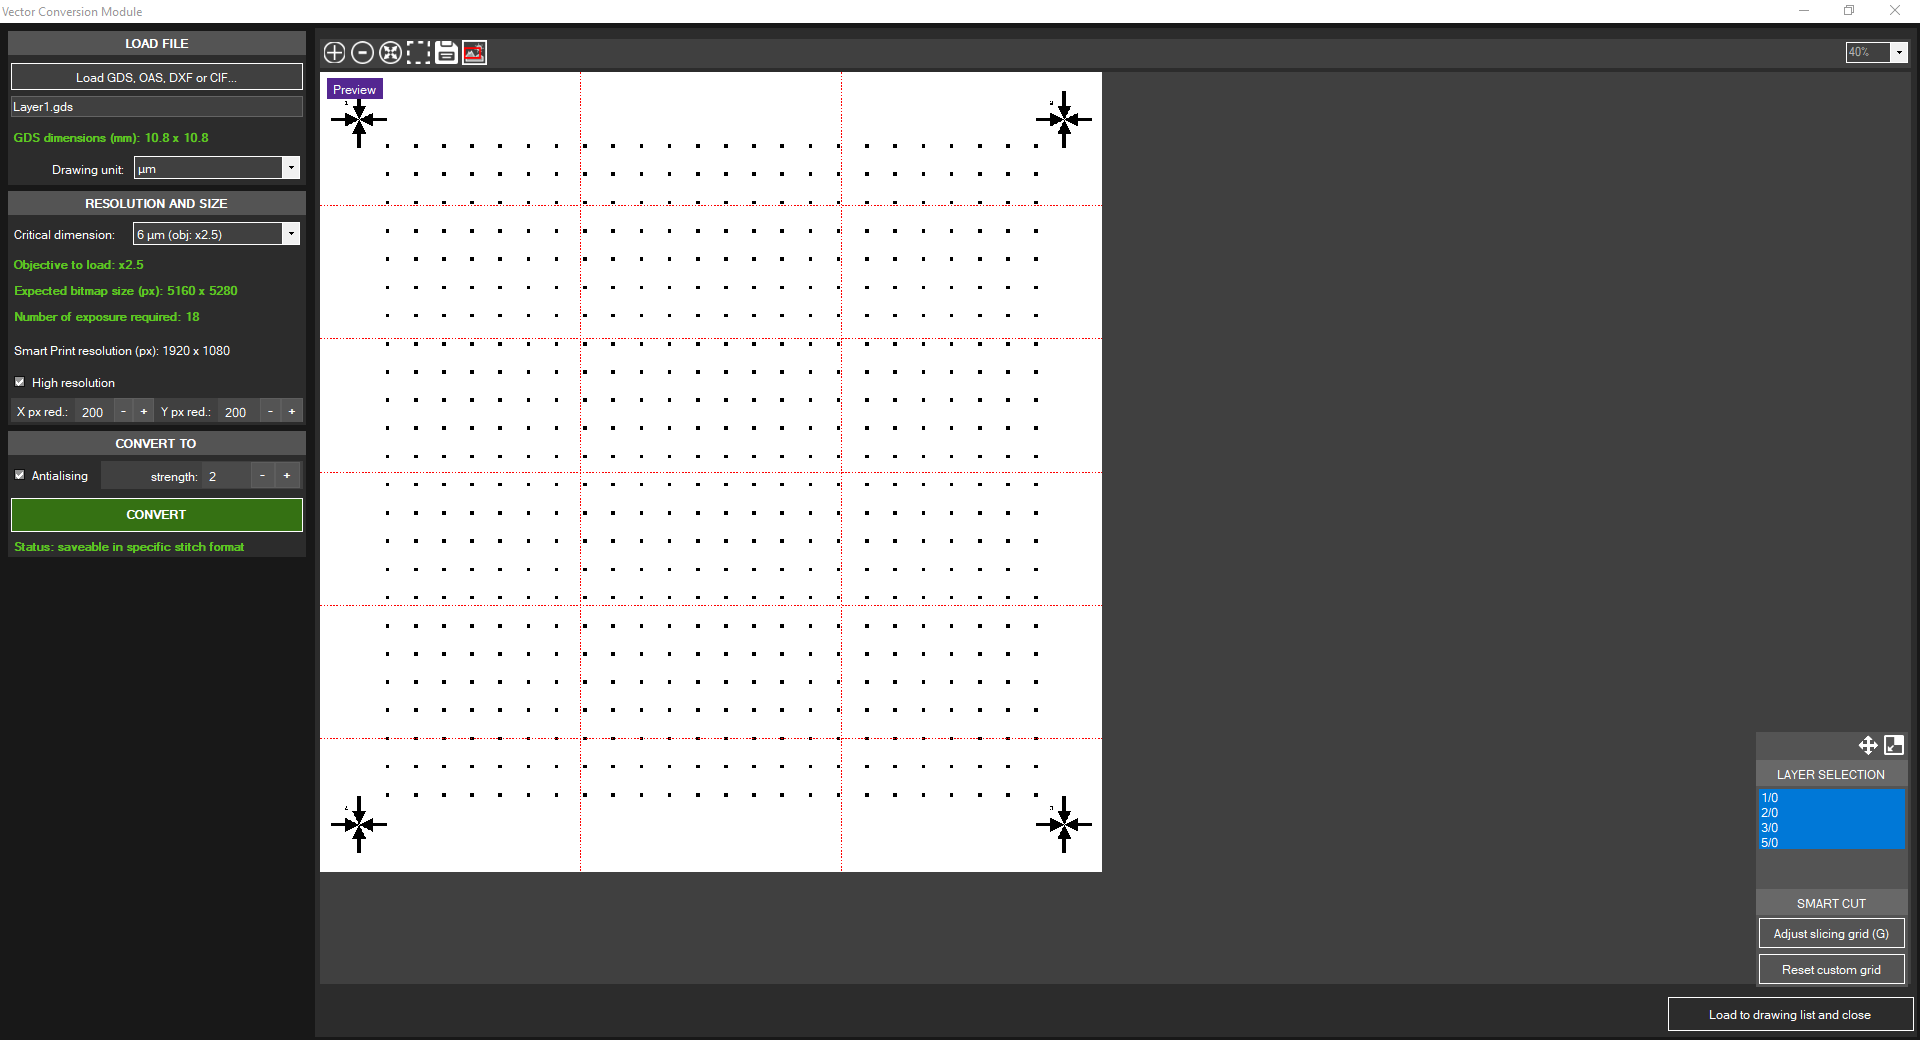 Vector Conversion Module
LOAD FILE
Load GDS, OAS, DXF or CIF...
Layer1.gds
GDS dimensions (mm): 10.8 x 10.8
Drawing unit: µm
RESOLUTION AND SIZE
Critical dimension: 6 µm (obj: x2.5)
Objective to load: x2.5
Expected bitmap size (px): 5160 x 5280
Number of exposure required: 18
Smart Print resolution (px): 1920 x 1080
High resolution
X px red.: 200 - + Y px red.: 200 - +
CONVERT TO
Antialising strength: 2 - +
CONVERT
Status: saveable in specific stitch format
40%
Preview
1
2
4
3
LAYER SELECTION
1/0
2/0
3/0
5/0
SMART CUT
Adjust slicing grid (G)
Reset custom grid
Load to drawing list and close